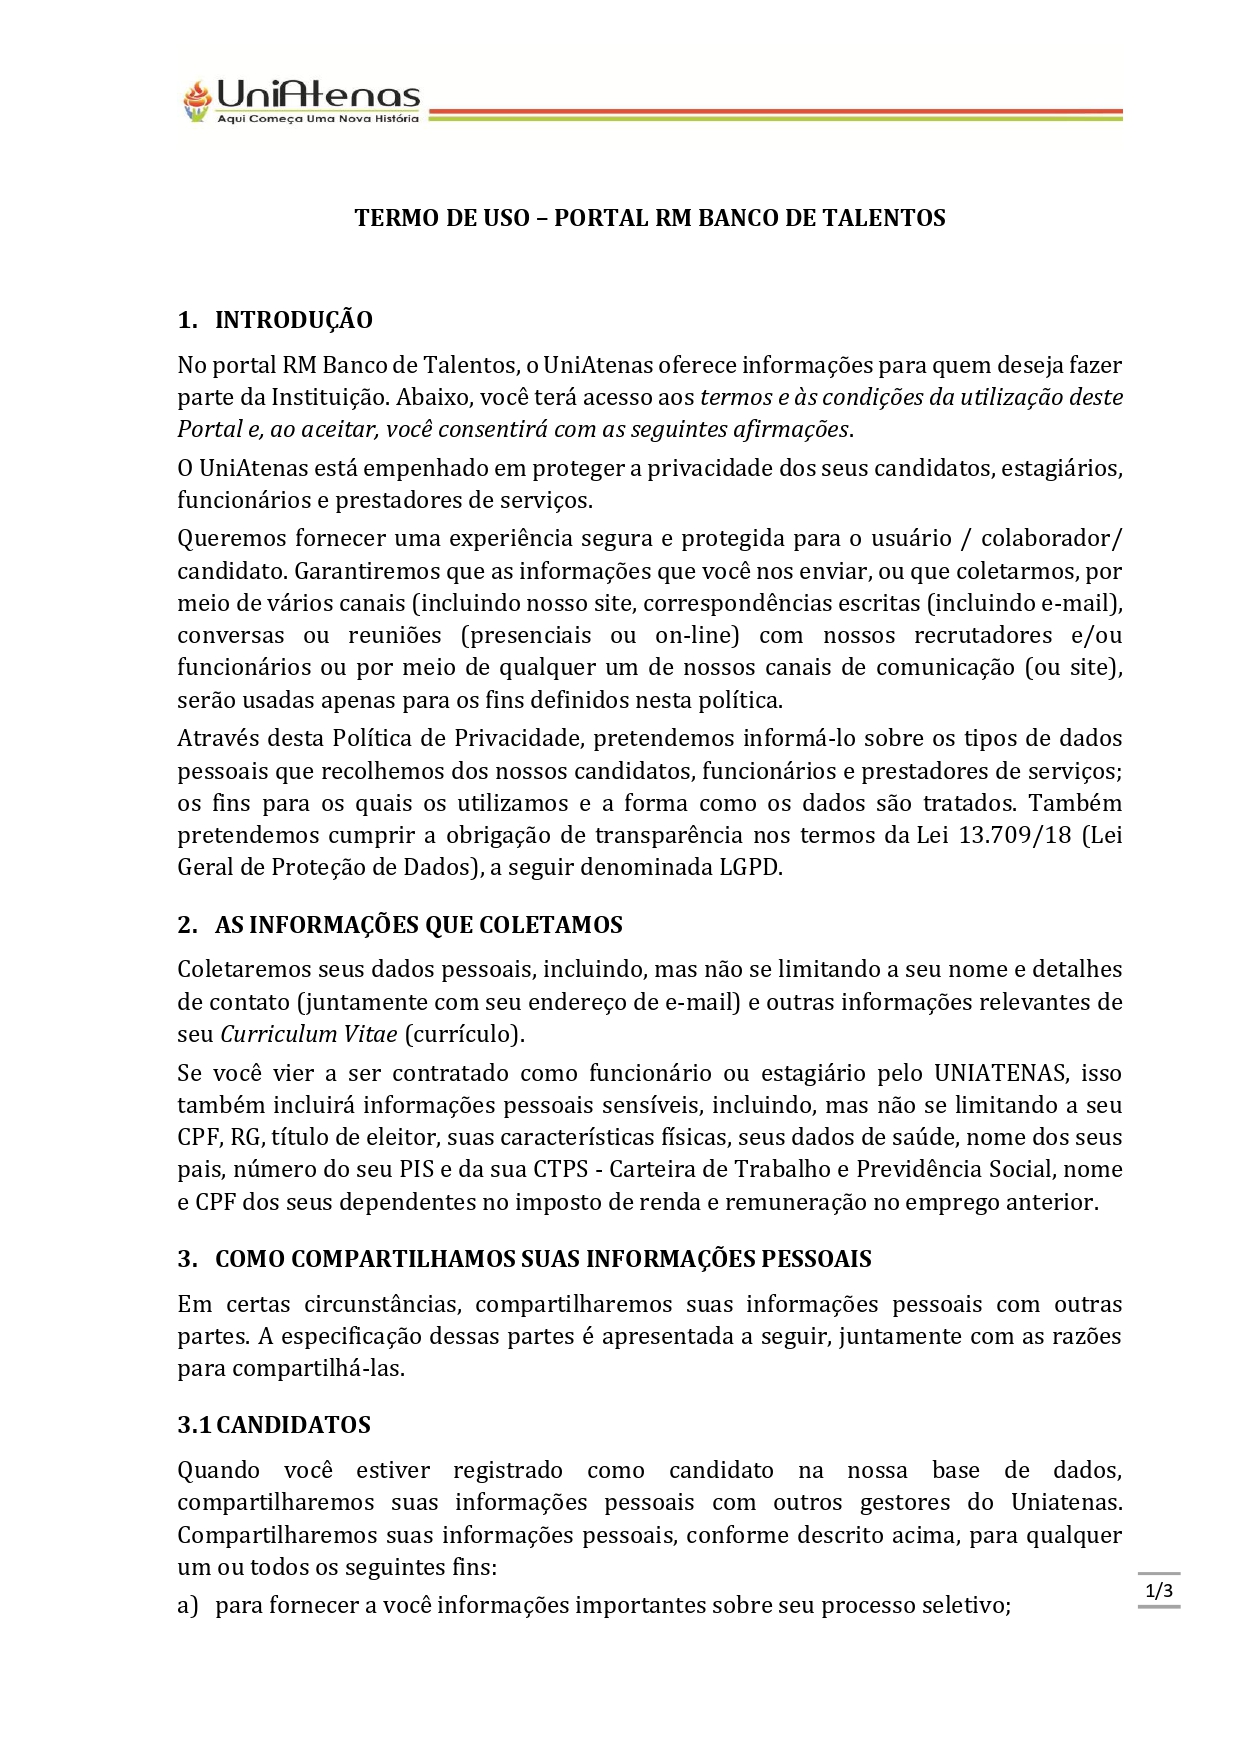 UniAtenas
Aqui Começa Uma Nova História
TERMO DE USO – PORTAL RM BANCO DE TALENTOS
1. INTRODUÇÃO
No portal RM Banco de Talentos, o UniAtenas oferece informações para quem deseja fazer
parte da Instituição. Abaixo, você terá acesso aos termos e às condições da utilização deste
Portal e, ao aceitar, você consentirá com as seguintes afirmações.
O UniAtenas está empenhado em proteger a privacidade dos seus candidatos, estagiários,
funcionários e prestadores de serviços.
Queremos fornecer uma experiência segura e protegida para o usuário / colaborador/
candidato. Garantiremos que as informações que você nos enviar, ou que coletarmos, por
meio de vários canais (incluindo nosso site, correspondências escritas (incluindo e-mail),
conversas ou reuniões (presenciais ou on-line) com nossos recrutadores e/ou
funcionários ou por meio de qualquer um de nossos canais de comunicação (ou site),
serão usadas apenas para os fins definidos nesta política.
Através desta Política de Privacidade, pretendemos informá-lo sobre os tipos de dados
pessoais que recolhemos dos nossos candidatos, funcionários e prestadores de serviços;
os fins para os quais os utilizamos e a forma como os dados são tratados. Também
pretendemos cumprir a obrigação de transparência nos termos da Lei 13.709/18 (Lei
Geral de Proteção de Dados), a seguir denominada LGPD.
2. AS INFORMAÇÕES QUE COLETAMOS
Coletaremos seus dados pessoais, incluindo, mas não se limitando a seu nome e detalhes
de contato (juntamente com seu endereço de e-mail) e outras informações relevantes de
seu Curriculum Vitae (currículo).
Se você vier a ser contratado como funcionário ou estagiário pelo UNIATENAS, isso
também incluirá informações pessoais sensíveis, incluindo, mas não se limitando a seu
CPF, RG, título de eleitor, suas características físicas, seus dados de saúde, nome dos seus
pais, número do seu PIS e da sua CTPS - Carteira de Trabalho e Previdência Social, nome
e CPF dos seus dependentes no imposto de renda e remuneração no emprego anterior.
3. COMO COMPARTILHAMOS SUAS INFORMAÇÕES PESSOAIS
Em certas circunstâncias, compartilharemos suas informações pessoais com outras
partes. A especificação dessas partes é apresentada a seguir, juntamente com as razões
para compartilhá-las.
3.1 CANDIDATOS
Quando você estiver registrado como candidato na nossa base de dados,
compartilharemos suas informações pessoais com outros gestores do Uniatenas.
Compartilharemos suas informações pessoais, conforme descrito acima, para qualquer
um ou todos os seguintes fins:
a) para fornecer a você informações importantes sobre seu processo seletivo;
1/3